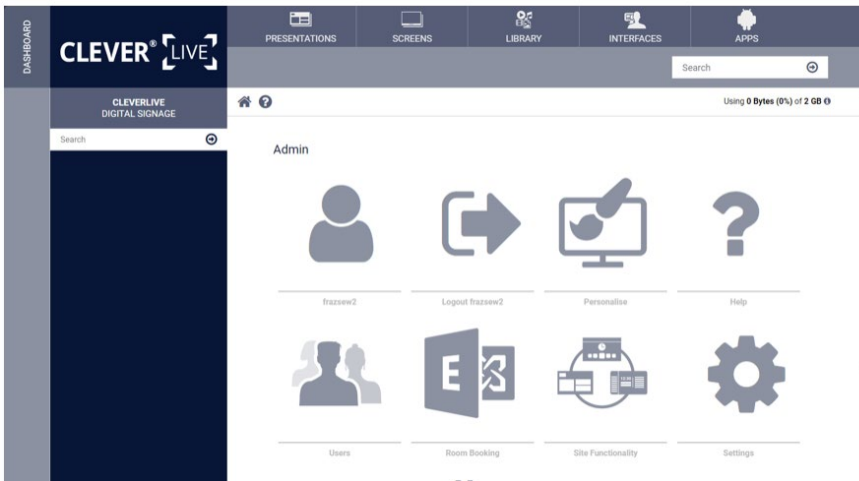 DASHBOARD
CLEVER® LIVE
PRESENTATIONS
SCREENS
LIBRARY
INTERFACES
APPS
Search
CLEVERLIVE
DIGITAL SIGNAGE
Search
Using 0 Bytes (0%) of 2 GB
Admin
frazsew2
Logout frazsew2
Personalise
Help
E
Users
Room Booking
Site Functionality
Settings